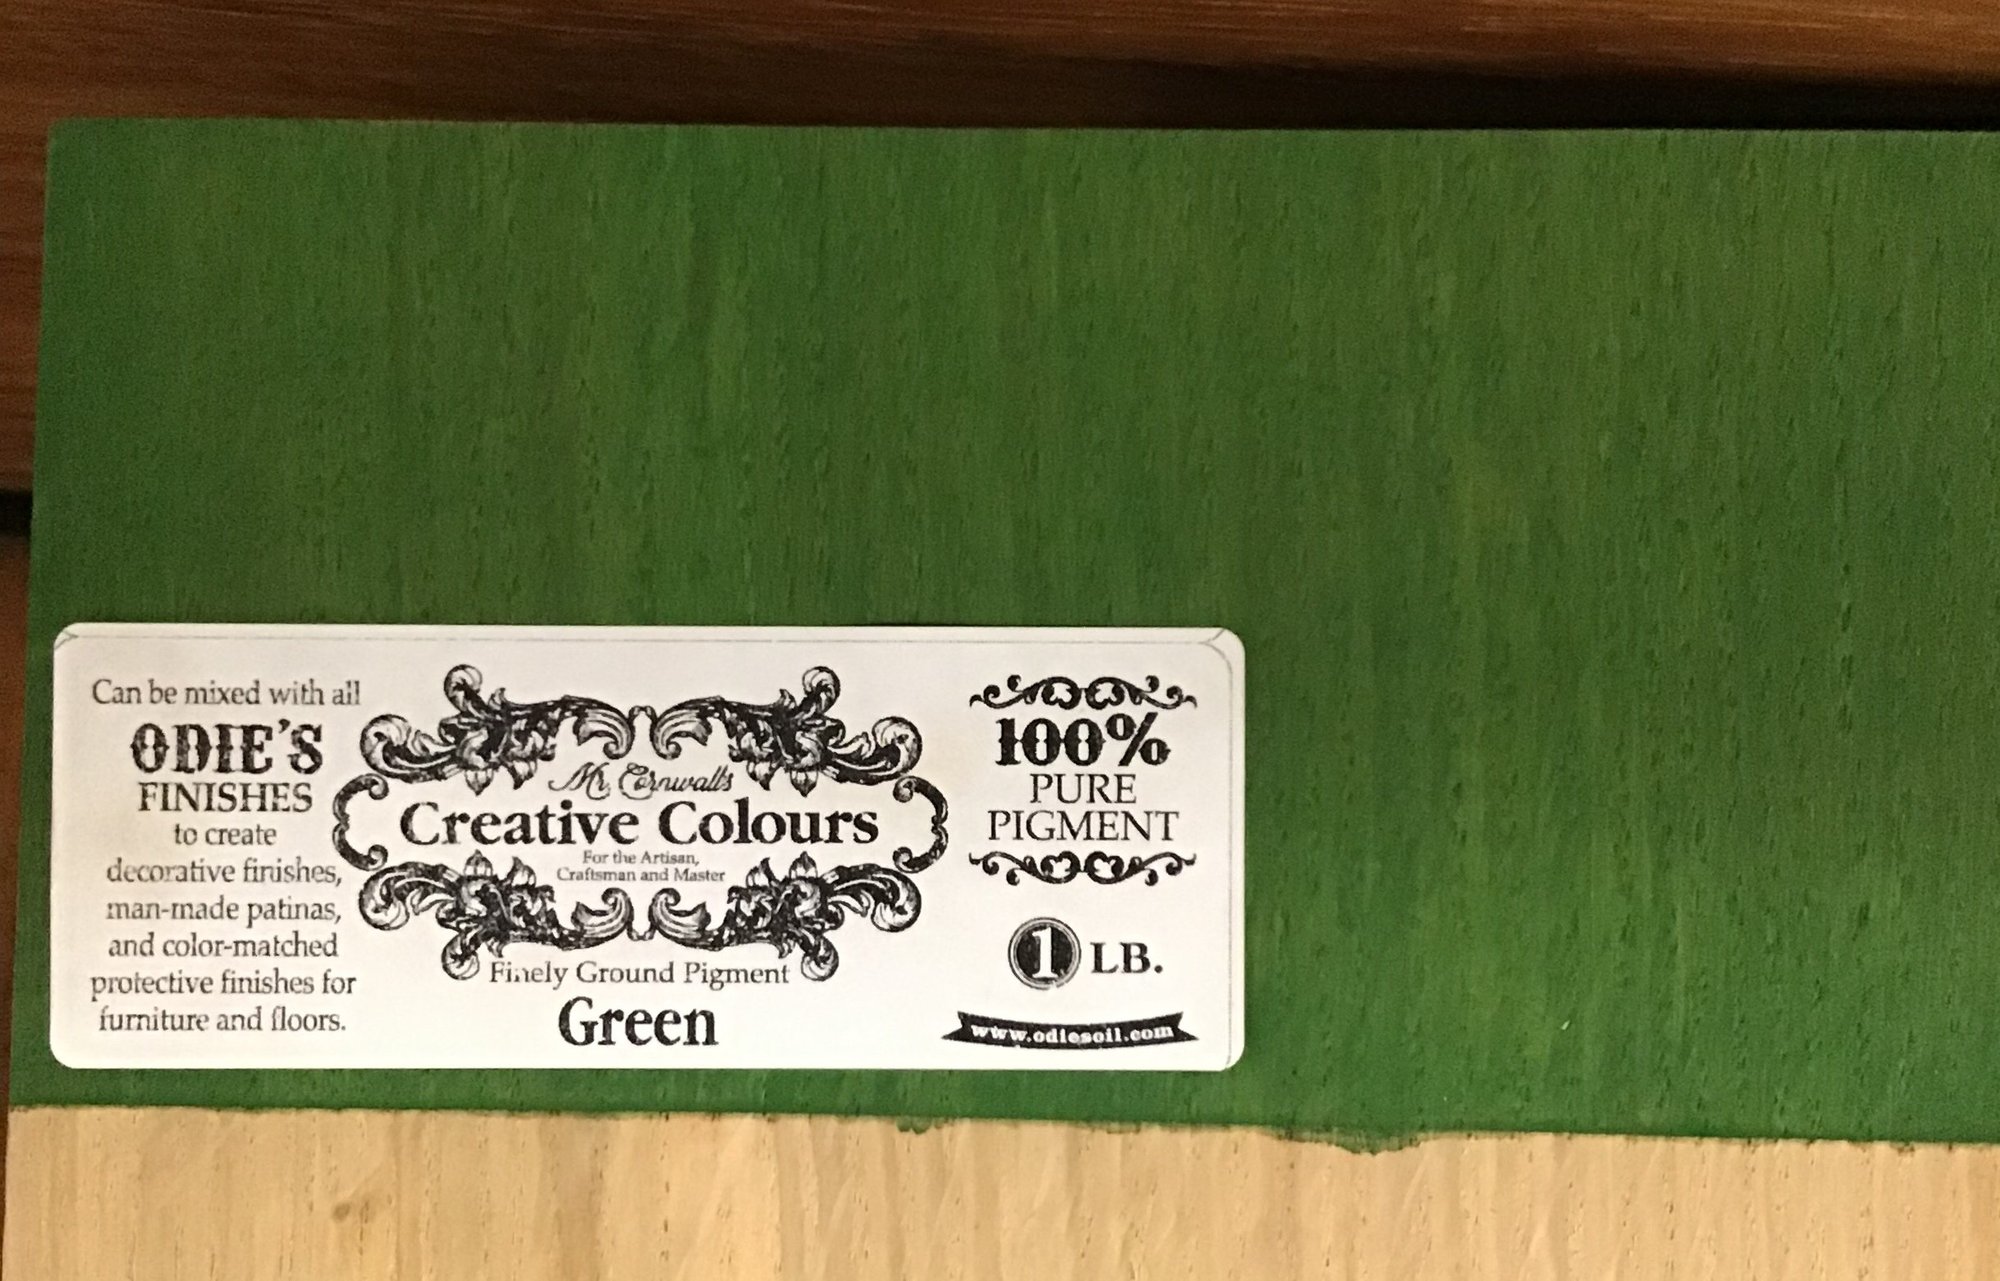 Can be mixed with all
ODIE'S
FINISHES
to create
decorative finishes,
man-made patinas,
and color-matched
protective finishes for
furniture and floors.
Mr. Cornwall's
Creative Colours
For the Artisan,
Craftsman and Master
Finely Ground Pigment
Green
100%
PURE
PIGMENT
1 LB.
www.odiesoil.com